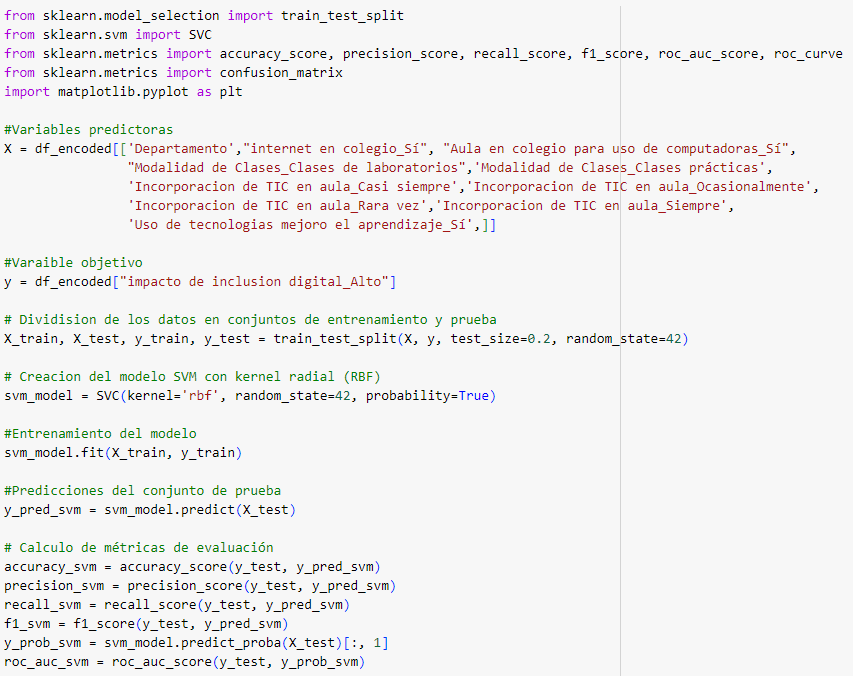 from sklearn.model_selection import train_test_split
from sklearn.svm import SVC
from sklearn.metrics import accuracy_score, precision_score, recall_score, f1_score, roc_auc_score, roc_curve
from sklearn.metrics import confusion_matrix
import matplotlib.pyplot as plt

#Variables predictoras
X = df_encoded[['Departamento',"internet en colegio_Sí", "Aula en colegio para uso de computadoras_Sí",
                "Modalidad de Clases_Clases de laboratorios",'Modalidad de Clases_Clases prácticas',
                'Incorporacion de TIC en aula_Casi siempre','Incorporacion de TIC en aula_Ocasionalmente',
                'Incorporacion de TIC en aula_Rara vez','Incorporacion de TIC en aula_Siempre',
                'Uso de tecnologias mejoro el aprendizaje_Sí',]]

#Varaible objetivo
y = df_encoded["impacto de inclusion digital_Alto"]

# Dividision de los datos en conjuntos de entrenamiento y prueba
X_train, X_test, y_train, y_test = train_test_split(X, y, test_size=0.2, random_state=42)

# Creacion del modelo SVM con kernel radial (RBF)
svm_model = SVC(kernel='rbf', random_state=42, probability=True)

#Entrenamiento del modelo
svm_model.fit(X_train, y_train)

#Predicciones del conjunto de prueba
y_pred_svm = svm_model.predict(X_test)

# Calculo de métricas de evaluación
accuracy_svm = accuracy_score(y_test, y_pred_svm)
precision_svm = precision_score(y_test, y_pred_svm)
recall_svm = recall_score(y_test, y_pred_svm)
f1_svm = f1_score(y_test, y_pred_svm)
y_prob_svm = svm_model.predict_proba(X_test)[:, 1]
roc_auc_svm = roc_auc_score(y_test, y_prob_svm)